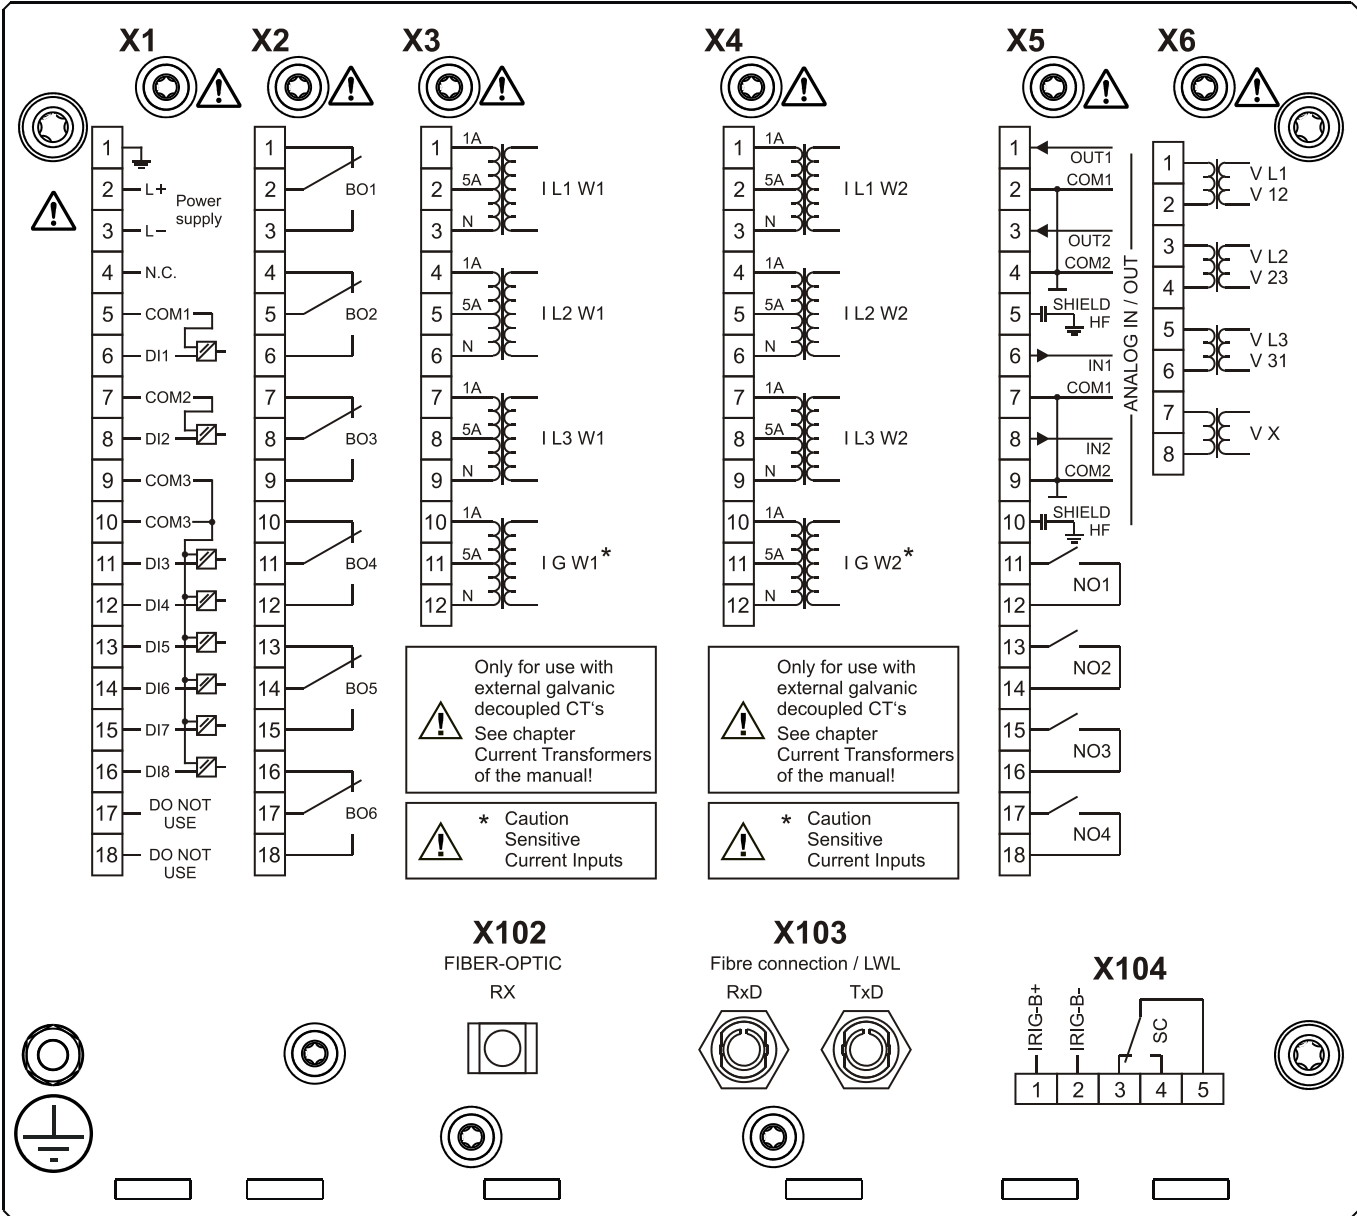 X1
X2
X3
X4
X5
X6
1
2 L+
Power
supply
3 L–
4 N.C.
5 COM1
6 DI1
7 COM2
8 DI2
9 COM3
10 COM3
11 DI3
12 DI4
13 DI5
14 DI6
15 DI7
16 DI8
17 DO NOT
USE
18 DO NOT
USE
1
2 BO1
3
4
5 BO2
6
7
8 BO3
9
10
11 BO4
12
13
14 BO5
15
16
17 BO6
18
1 1A
2 5A I L1 W1
3 N
4 1A
5 5A I L2 W1
6 N
7 1A
8 5A I L3 W1
9 N
10 1A
11 5A I G W1*
12 N
Only for use with
external galvanic
decoupled CT‘s
See chapter
Current Transformers
of the manual!
* Caution
Sensitive
Current Inputs
1 1A
2 5A I L1 W2
3 N
4 1A
5 5A I L2 W2
6 N
7 1A
8 5A I L3 W2
9 N
10 1A
11 5A I G W2*
12 N
Only for use with
external galvanic
decoupled CT‘s
See chapter
Current Transformers
of the manual!
* Caution
Sensitive
Current Inputs
1 OUT1
2 COM1
3 OUT2
4 COM2
5 SHIELD
HF
6 IN1
7 COM1
8 IN2
9 COM2
10 SHIELD
HF
ANALOG IN / OUT
11
NO1
12
13
NO2
14
15
NO3
16
17
NO4
18
1 V L1
2 V 12
3 V L2
4 V 23
5 V L3
6 V 31
7
V X
8
X102
FIBER-OPTIC
RX
X103
Fibre connection / LWL
RxD TxD
X104
IRIG-B+
IRIG-B-
SC
1 2 3 4 5